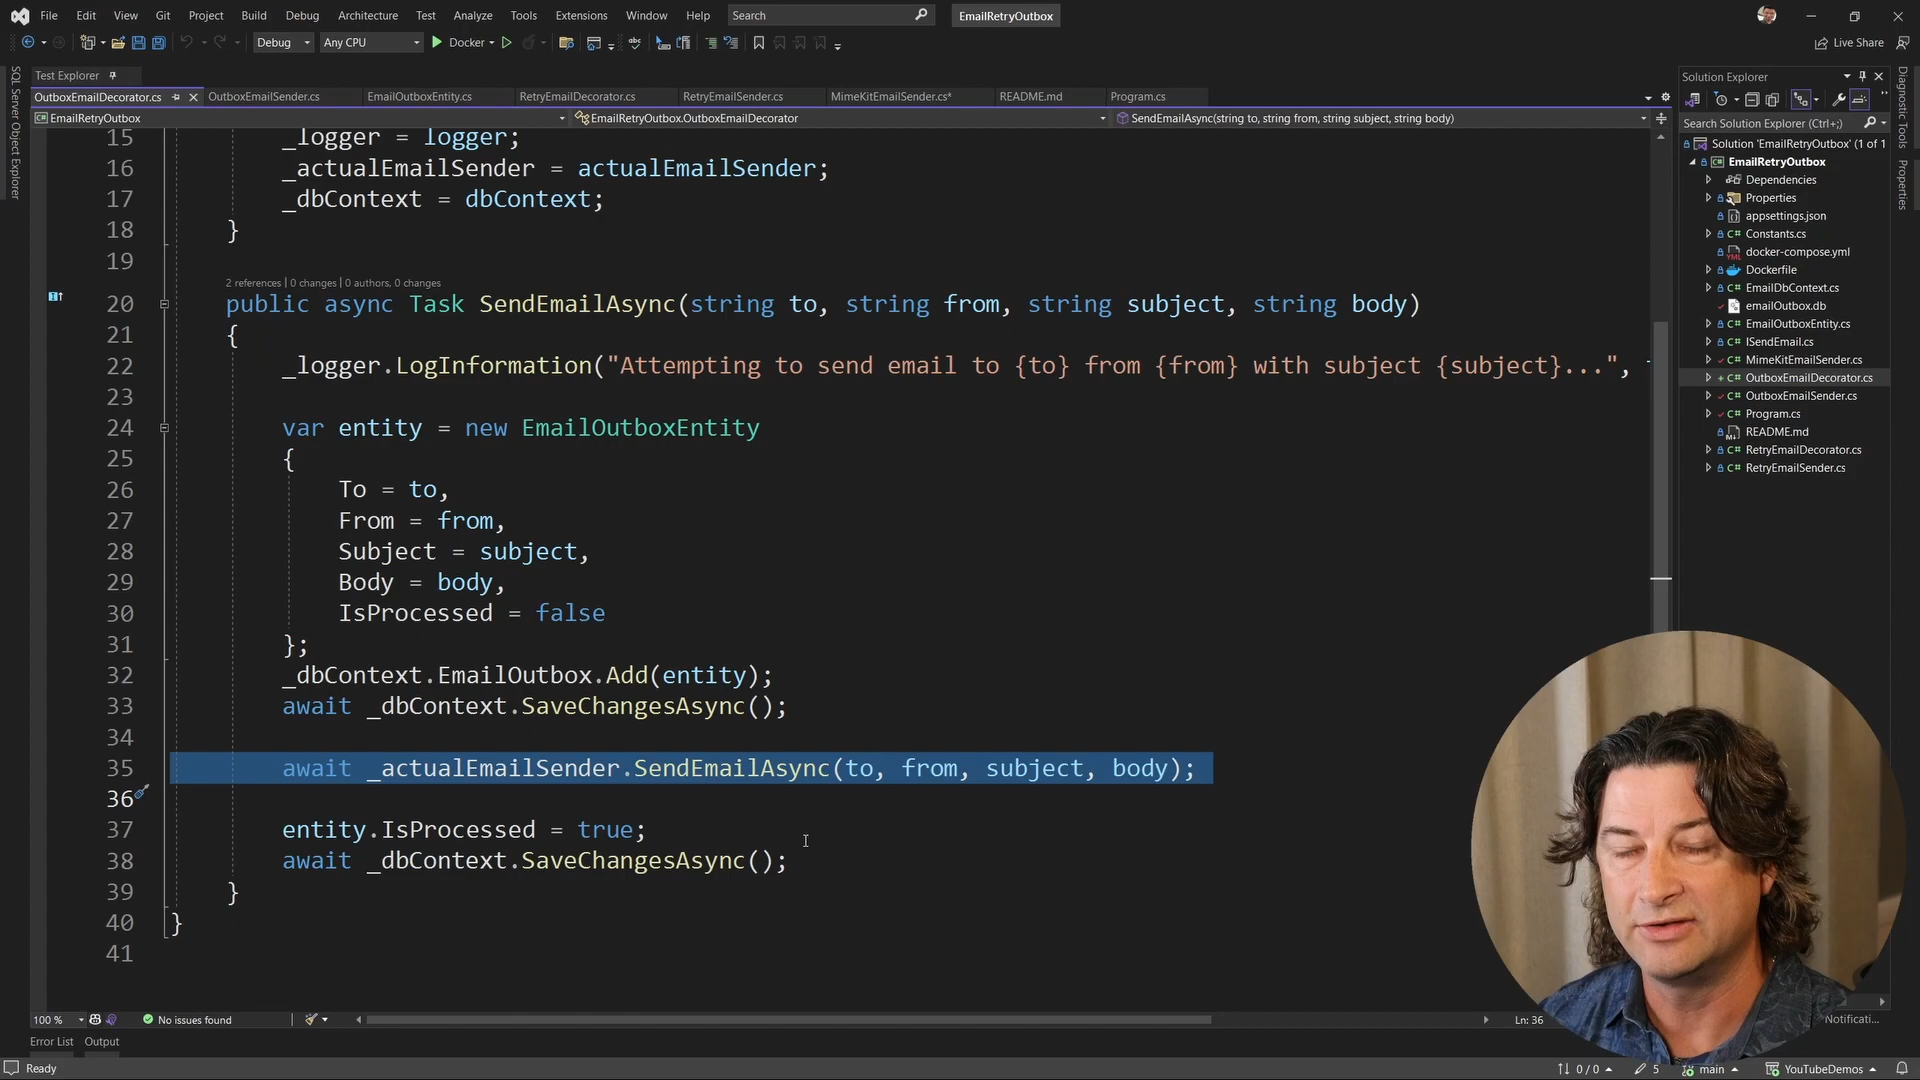 File Edit View Git Project Build Debug Architecture Test Analyze Tools Extensions Window Help Search EmailRetryOutbox
Debug Any CPU Docker Live Share
Test Explorer
OutboxEmailDecorator.cs OutboxEmailSender.cs EmailOutboxEntity.cs RetryEmailDecorator.cs RetryEmailSender.cs MimeKitEmailSender.cs* README.md Program.cs
EmailRetryOutbox EmailRetryOutbox.OutboxEmailDecorator SendEmailAsync(string to, string from, string subject, string body)
SQL Server Object Explorer
15 _logger = logger;
16 _actualEmailSender = actualEmailSender;
17 _dbContext = dbContext;
18 }
19
2 references | 0 changes | 0 authors, 0 changes
20 public async Task SendEmailAsync(string to, string from, string subject, string body)
21 {
22 _logger.LogInformation("Attempting to send email to {to} from {from} with subject {subject}...",
23
24 var entity = new EmailOutboxEntity
25 {
26 To = to,
27 From = from,
28 Subject = subject,
29 Body = body,
30 IsProcessed = false
31 };
32 _dbContext.EmailOutbox.Add(entity);
33 await _dbContext.SaveChangesAsync();
34
35 await _actualEmailSender.SendEmailAsync(to, from, subject, body);
36
37 entity.IsProcessed = true;
38 await _dbContext.SaveChangesAsync();
39 }
40 }
41
100 % No issues found Ln: 36
Error List Output
Ready 0 / 0 5 main YouTubeDemos
Solution Explorer
Search Solution Explorer (Ctrl+;)
Solution 'EmailRetryOutbox' (1 of 1
EmailRetryOutbox
Dependencies
Properties
appsettings.json
C# Constants.cs
docker-compose.yml
Dockerfile
C# EmailDbContext.cs
emailOutbox.db
C# EmailOutboxEntity.cs
C# ISendEmail.cs
C# MimeKitEmailSender.cs
C# OutboxEmailDecorator.cs
C# OutboxEmailSender.cs
C# Program.cs
README.md
C# RetryEmailDecorator.cs
C# RetryEmailSender.cs
Notificati...
Diagnostic Tools
Properties